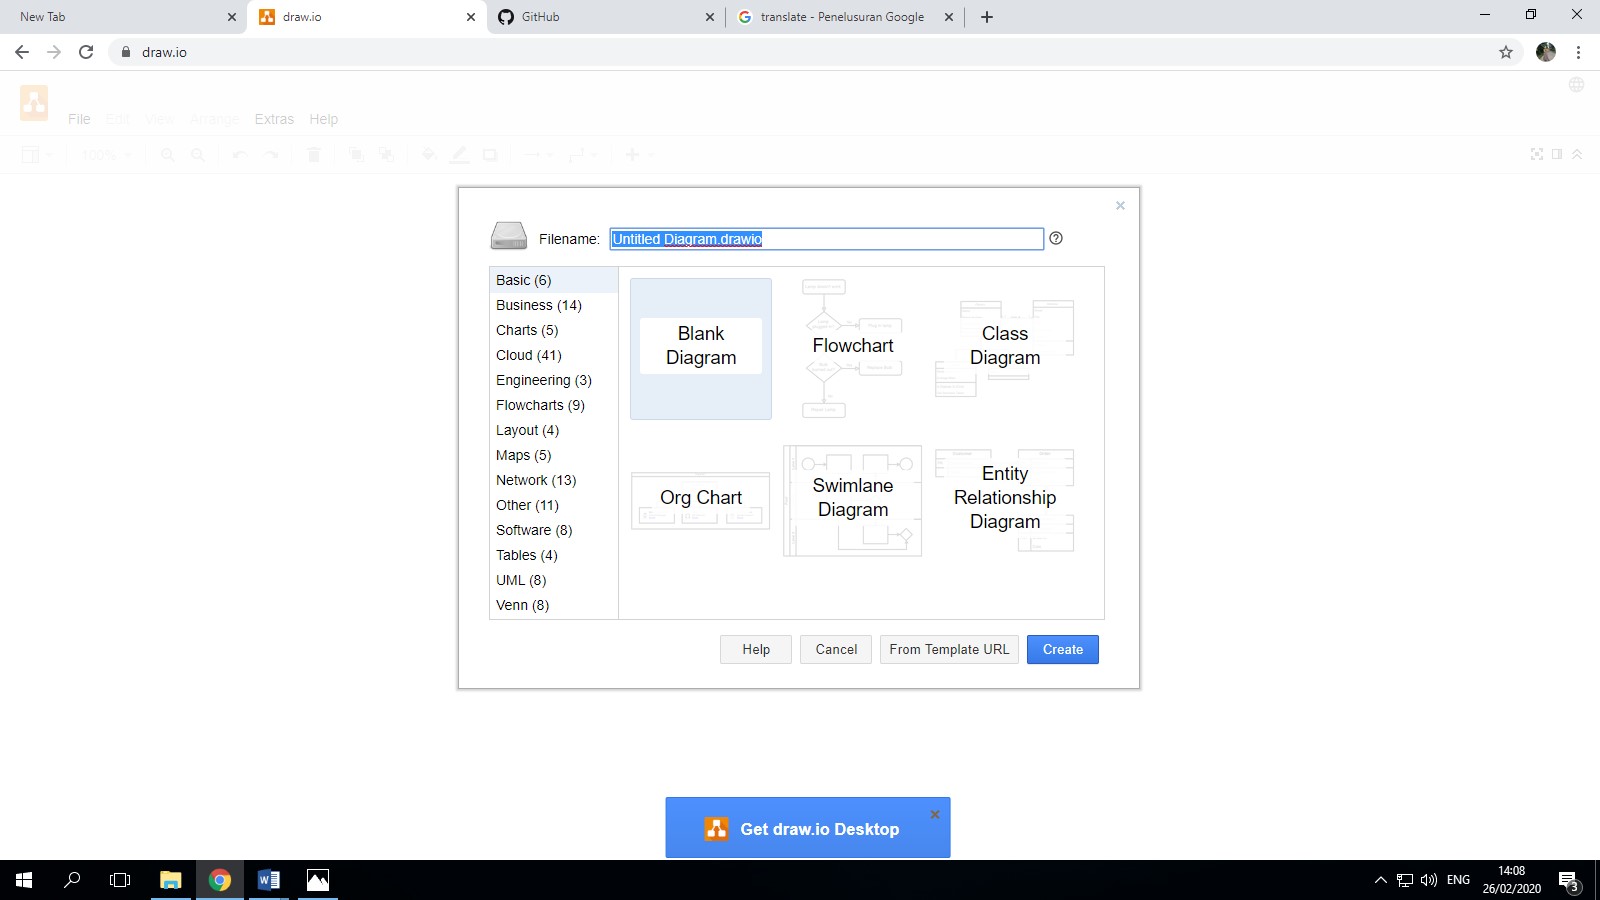 New Tab
draw.io
GitHub
translate - Penelusuran Google
draw.io
File Edit View Arrange Extras Help
100%
Filename: Untitled Diagram.drawio
Basic (6)
Business (14)
Charts (5)
Cloud (41)
Engineering (3)
Flowcharts (9)
Layout (4)
Maps (5)
Network (13)
Other (11)
Software (8)
Tables (4)
UML (8)
Venn (8)
Blank
Diagram
Flowchart
Class
Diagram
Org Chart
Swimlane
Diagram
Entity
Relationship
Diagram
Help
Cancel
From Template URL
Create
Get draw.io Desktop
ENG
14:08
26/02/2020
3